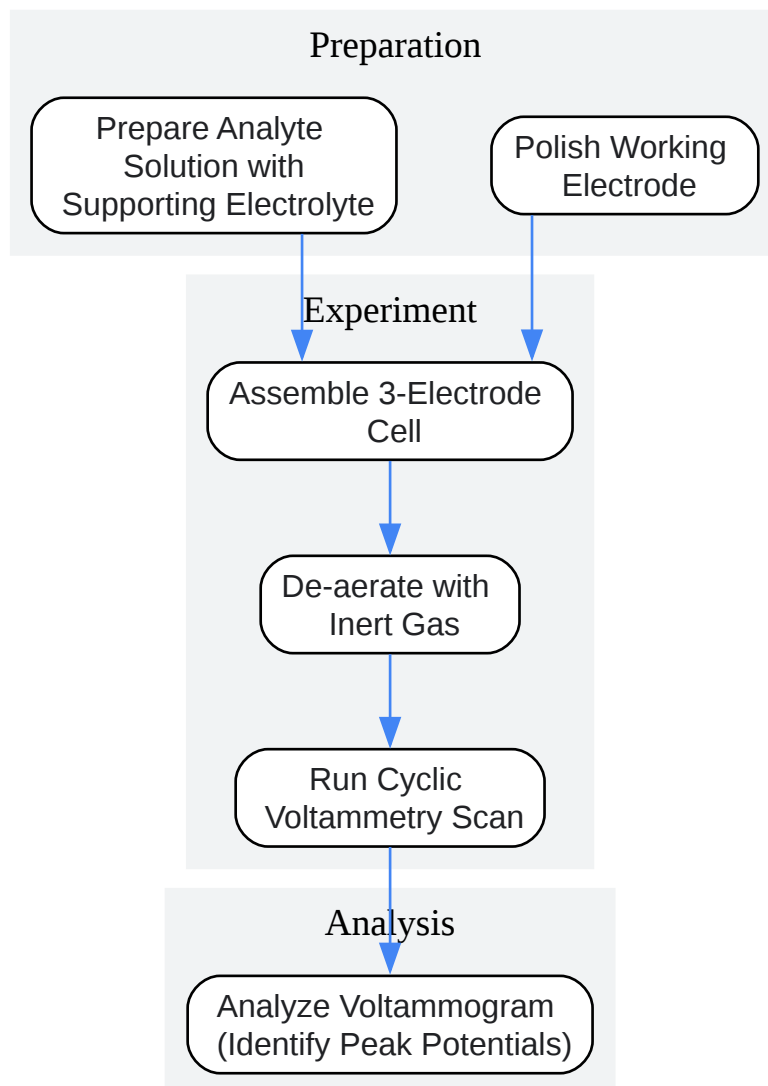 Preparation
Prepare Analyte
Solution with
Supporting Electrolyte
Polish Working
Electrode
Experiment
Assemble 3-Electrode
Cell
De-aerate with
Inert Gas
Run Cyclic
Voltammetry Scan
Analysis
Analyze Voltammogram
(Identify Peak Potentials)